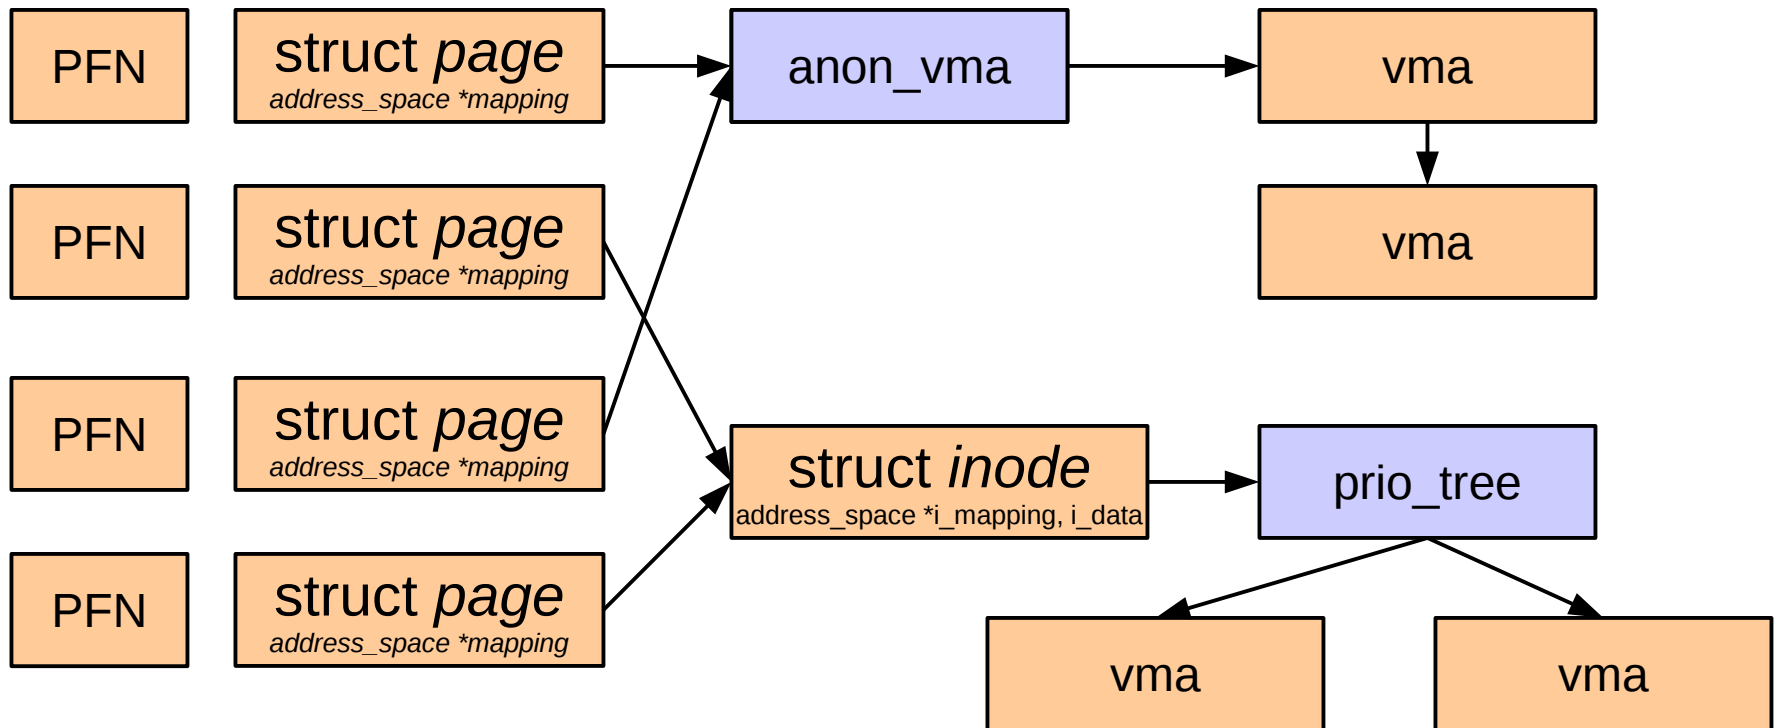 PFN
struct page
address_space *mapping
anon_vma
vma
PFN
struct page
address_space *mapping
vma
PFN
struct page
address_space *mapping
struct inode
address_space *i_mapping, i_data
prio_tree
PFN
struct page
address_space *mapping
vma
vma